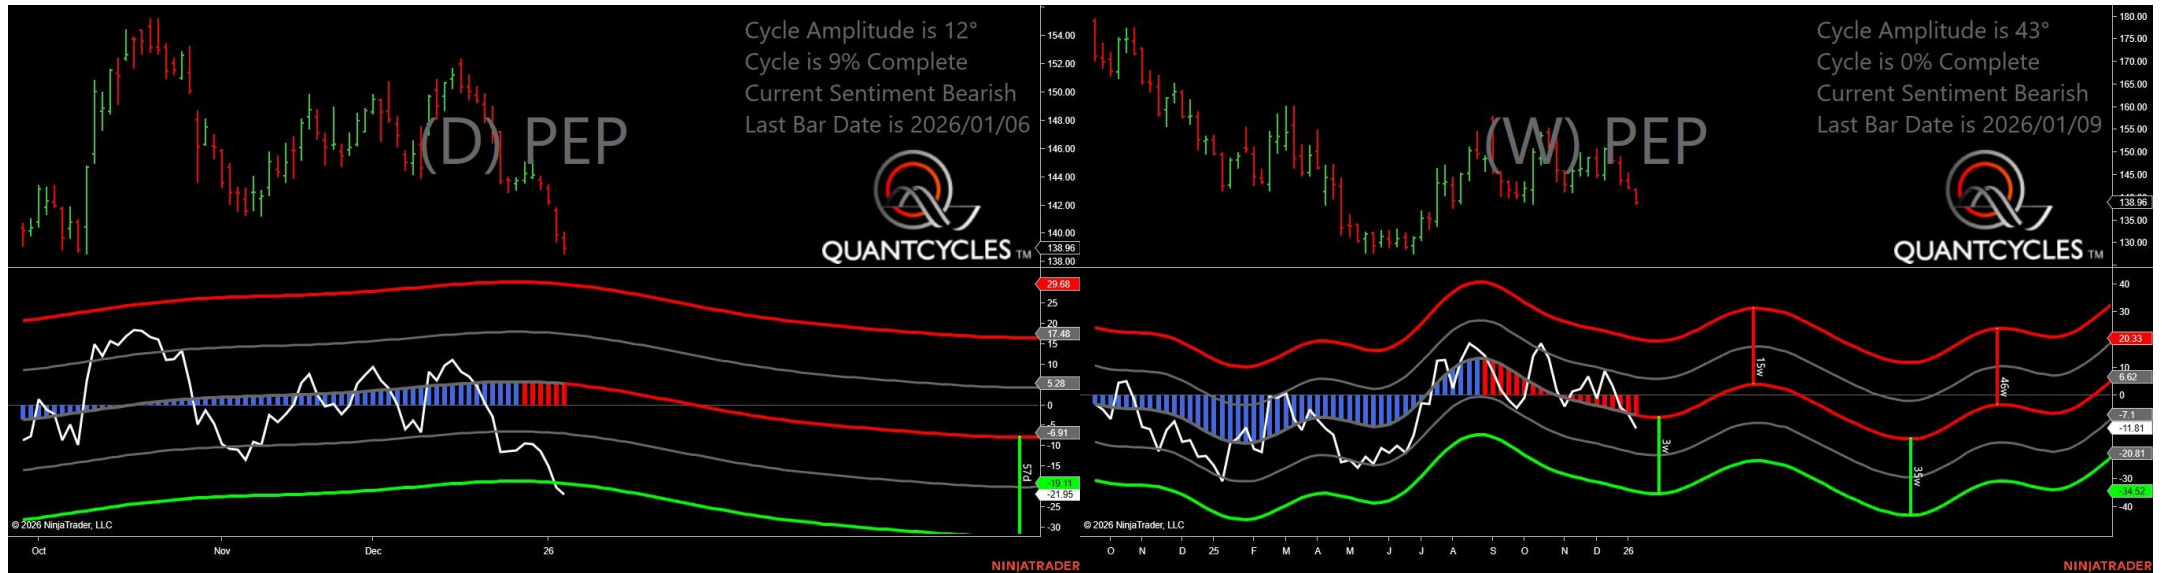 Cycle Amplitude is 12°
Cycle is 9% Complete
Current Sentiment Bearish
Last Bar Date is 2026/01/06
(D) PEP
QUANTCYCLES TM
154.00
152.00
150.00
148.00
146.00
144.00
142.00
140.00
138.96
138.00
29.68
25
20
17.48
15
10
5.28
0
-5
-6.91
-10
-15
-19.11
-21.95
-25
-30
57d
© 2026 NinjaTrader, LLC
Oct Nov Dec 26
NINJATRADER
Cycle Amplitude is 43°
Cycle is 0% Complete
Current Sentiment Bearish
Last Bar Date is 2026/01/09
(W) PEP
QUANTCYCLES TM
180.00
175.00
170.00
165.00
160.00
155.00
150.00
145.00
138.96
135.00
130.00
40
30
20.33
10
6.62
0
-7.1
-11.81
-20.81
-30
-34.52
-40
3w
15w
35w
46w
© 2026 NinjaTrader, LLC
O N D 25 F M A M J J A S O N D 26
NINJATRADER